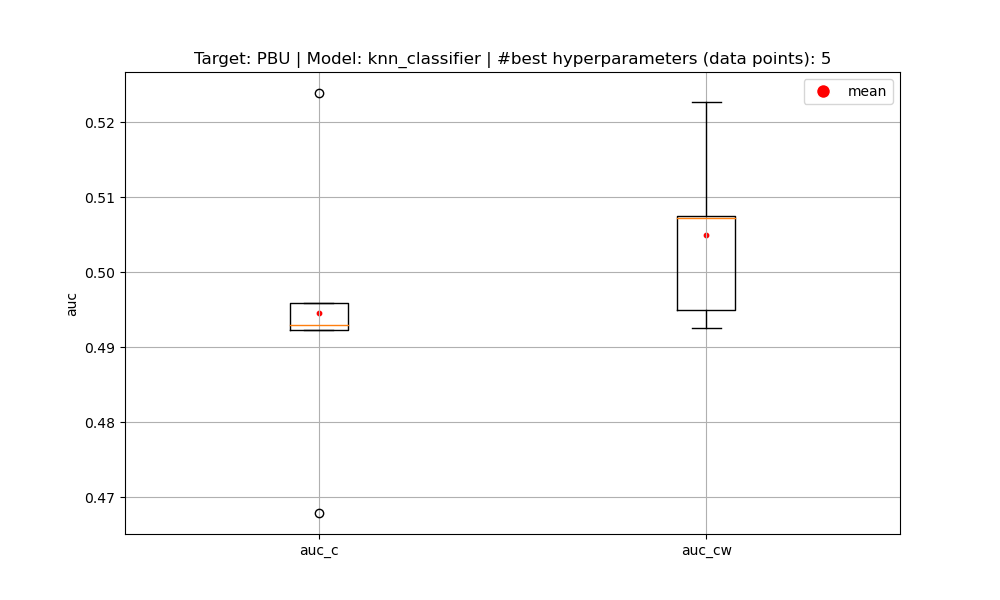 Target: PBU | Model: knn_classifier | #best hyperparameters (data points): 5
mean
0.52
0.51
0.50
0.49
0.48
0.47
auc
auc_c
auc_cw